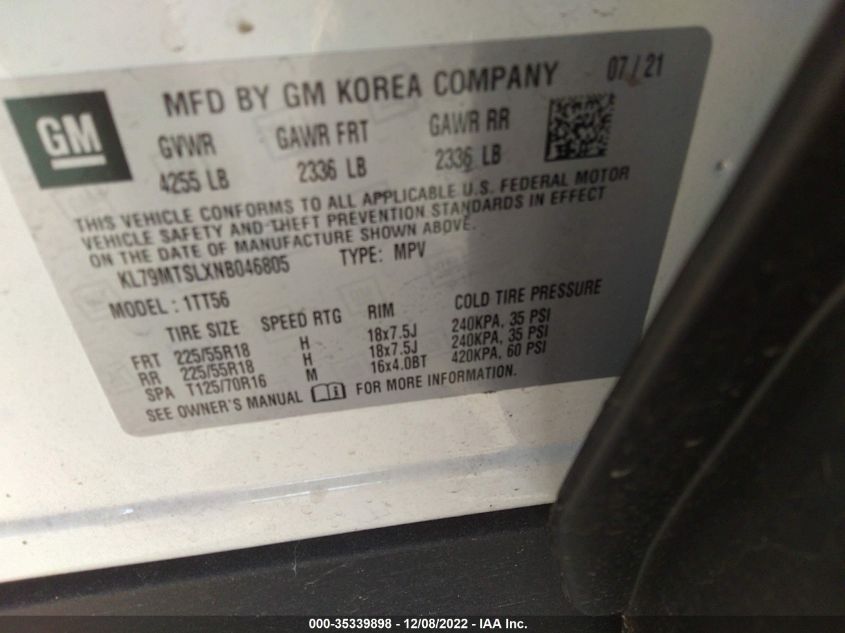 GM
MFD BY GM KOREA COMPANY 07 / 21
GVWR GAWR FRT GAWR RR
4255 LB 2336 LB 2336 LB
THIS VEHICLE CONFORMS TO ALL APPLICABLE U.S. FEDERAL MOTOR
VEHICLE SAFETY AND THEFT PREVENTION STANDARDS IN EFFECT
ON THE DATE OF MANUFACTURE SHOWN ABOVE.
KL79MTSLXNB046805 TYPE: MPV
MODEL : 1TT56
TIRE SIZE SPEED RTG RIM COLD TIRE PRESSURE
FRT 225/55R18 H 18x7.5J 240KPA, 35 PSI
RR 225/55R18 H 18x7.5J 240KPA, 35 PSI
SPA T125/70R16 M 16x4.0BT 420KPA, 60 PSI
SEE OWNER'S MANUAL FOR MORE INFORMATION.
000-35339898 - 12/08/2022 - IAA Inc.